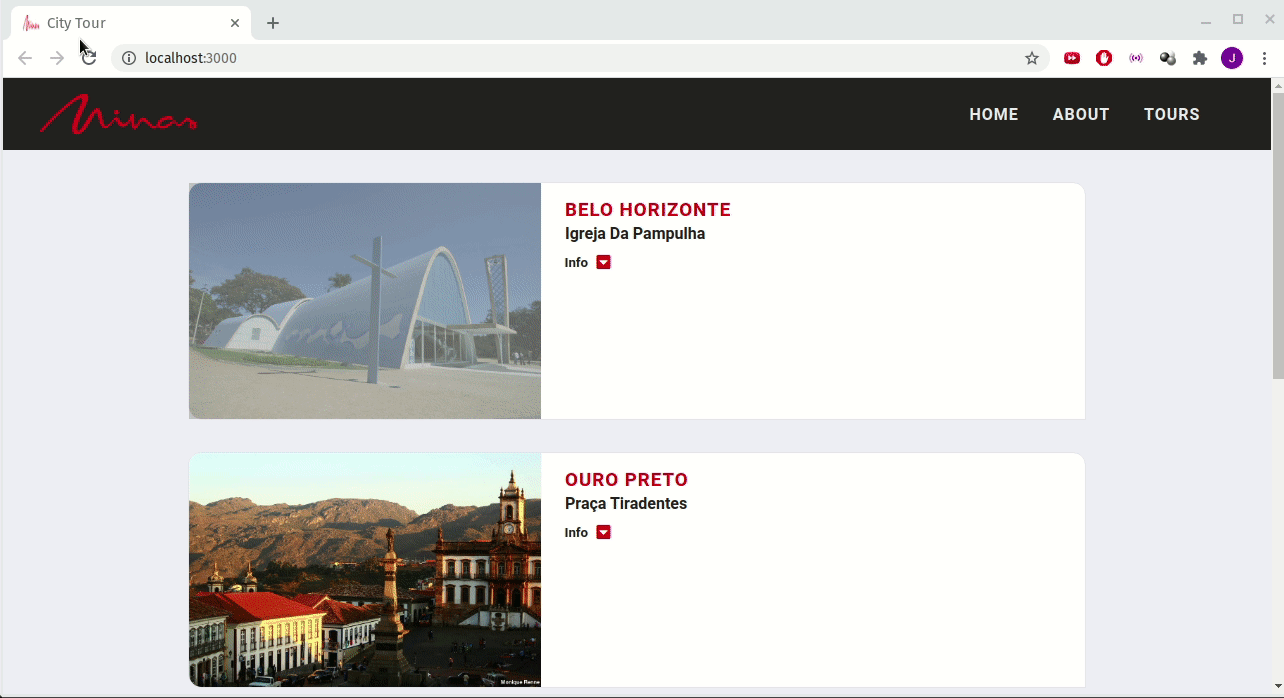 City Tour
localhost:3000
J
Minas
HOME ABOUT TOURS
BELO HORIZONTE
Igreja Da Pampulha
Info
OURO PRETO
Praça Tiradentes
Info
Monique Renne